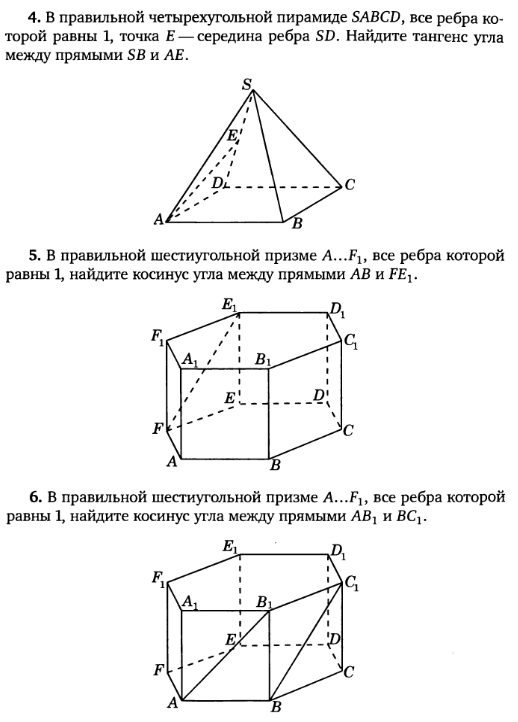 4. В правильной четырехугольной пирамиде SABCD, все ребра ко-
торой равны 1, точка E — середина ребра SD. Найдите тангенс угла
между прямыми SB и AE.
S
E
D
C
A
B
5. В правильной шестиугольной призме A...F₁, все ребра которой
равны 1, найдите косинус угла между прямыми AB и FE₁.
E₁
D₁
F₁
C₁
A₁
B₁
E
D
F
C
A
B
6. В правильной шестиугольной призме A...F₁, все ребра которой
равны 1, найдите косинус угла между прямыми AB₁ и BC₁.
E₁
D₁
F₁
C₁
A₁
B₁
E
D
F
C
A
B